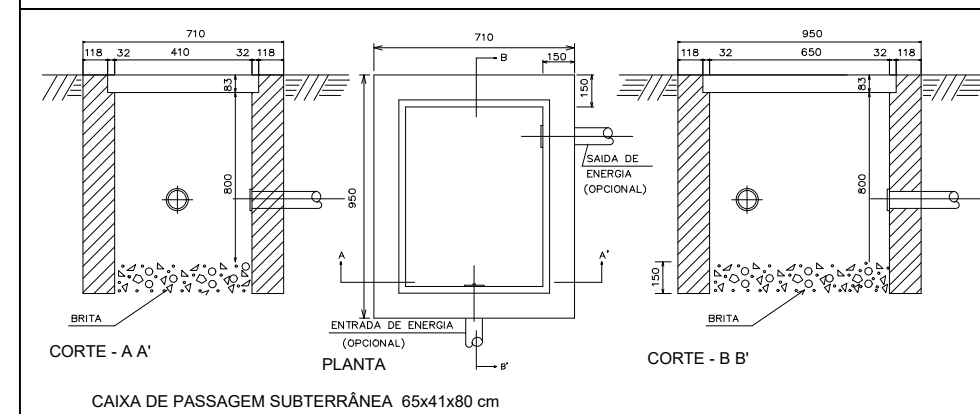 710
118 32 410 32 118
83
800
BRITA
CORTE - A A'
710
150
B
150
950
SAIDA DE
ENERGIA
(OPCIONAL)
A
A'
ENTRADA DE ENERGIA
(OPCIONAL)
B'
PLANTA
950
118 32 650 32 118
83
800
150
BRITA
CORTE - B B'
CAIXA DE PASSAGEM SUBTERRÂNEA 65x41x80 cm